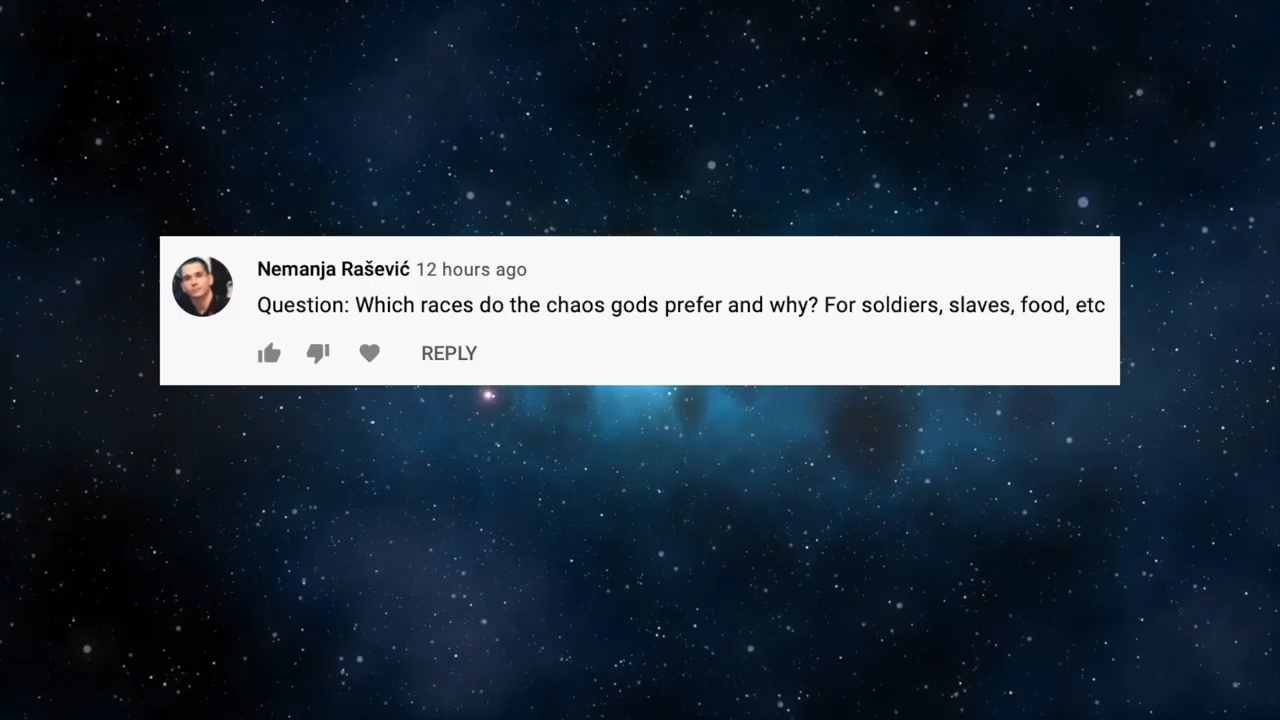 Nemanja Rašević 12 hours ago
Question: Which races do the chaos gods prefer and why? For soldiers, slaves, food, etc
REPLY